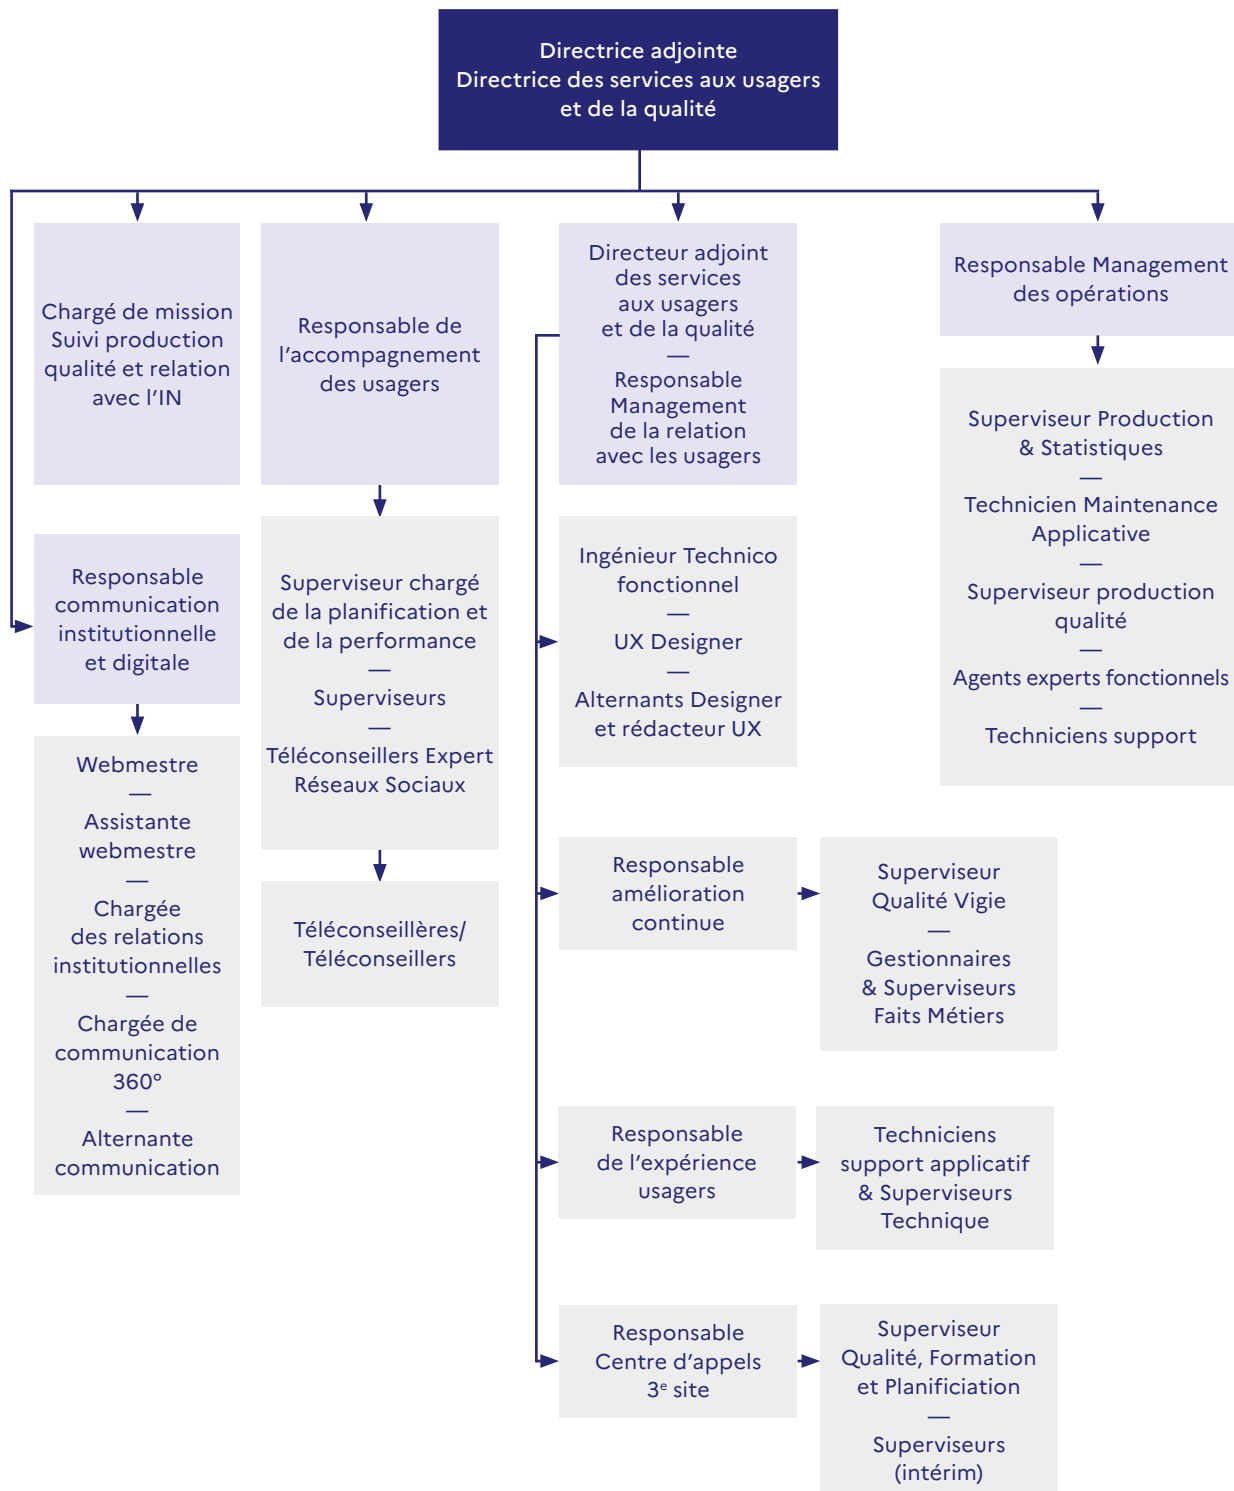 Directrice adjointe
Directrice des services aux usagers
et de la qualité
Chargé de mission
Suivi production
qualité et relation
avec l’IN
Responsable
communication
institutionnelle
et digitale
Webmestre
—
Assistante
webmestre
—
Chargée
des relations
institutionnelles
—
Chargée de
communication
360°
—
Alternante
communication
Responsable de
l’accompagnement
des usagers
Superviseur chargé
de la planification et
de la performance
—
Superviseurs
—
Téléconseillers Expert
Réseaux Sociaux
Téléconseillères/
Téléconseillers
Directeur adjoint
des services
aux usagers
et de la qualité
—
Responsable
Management
de la relation
avec les usagers
Ingénieur Technico
fonctionnel
—
UX Designer
—
Alternants Designer
et rédacteur UX
Responsable
amélioration
continue
Superviseur
Qualité Vigie
—
Gestionnaires
& Superviseurs
Faits Métiers
Responsable
de l’expérience
usagers
Techniciens
support applicatif
& Superviseurs
Technique
Responsable
Centre d’appels
3e site
Superviseur
Qualité, Formation
et Planificiation
—
Superviseurs
(intérim)
Responsable Management
des opérations
Superviseur Production
& Statistiques
—
Technicien Maintenance
Applicative
—
Superviseur production
qualité
—
Agents experts fonctionnels
—
Techniciens support